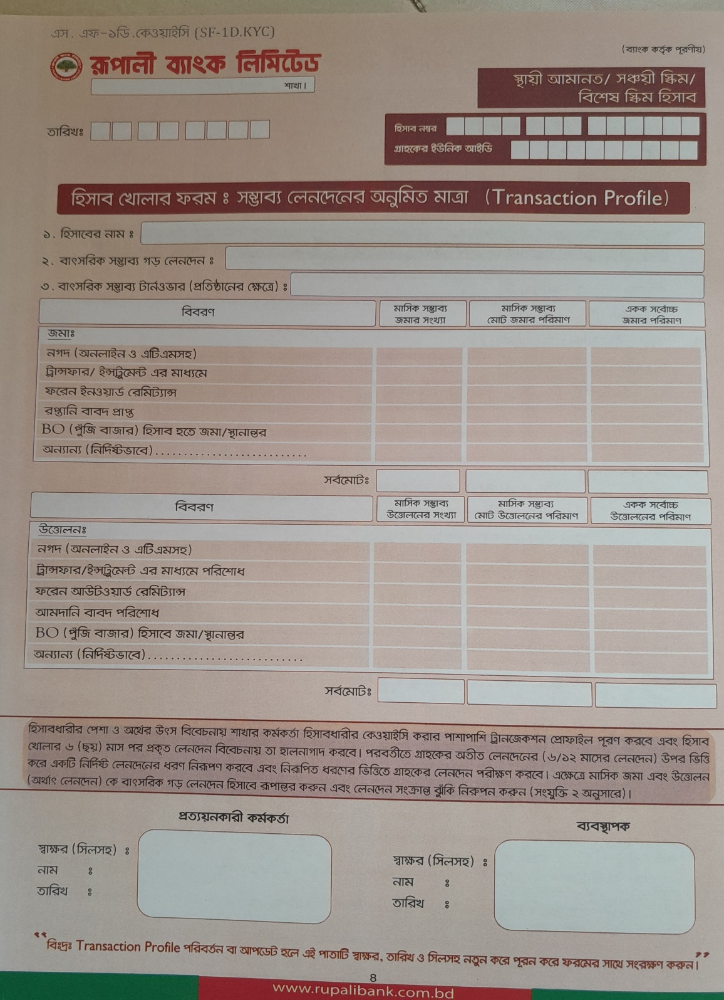 এস. এফ-১ডি.কেওয়াইসি (SF-1D.KYC)
(ব্যাংক কর্তৃক পূরণীয়)
রূপালী ব্যাংক লিমিটেড
শাখা।
স্থায়ী আমানত/ সঞ্চয়ী স্কিম/
বিশেষ স্কিম হিসাব
তারিখঃ
হিসাব নম্বর
গ্রাহকের ইউনিক আইডি
হিসাব খোলার ফরম ঃ সম্ভাব্য লেনদেনের অনুমিত মাত্রা (Transaction Profile)
১. হিসাবের নাম ঃ
২. বাৎসরিক সম্ভাব্য গড় লেনদেন ঃ
৩. বাৎসরিক সম্ভাব্য টার্নওভার (প্রতিষ্ঠানের ক্ষেত্রে) ঃ
বিবরণ
মাসিক সম্ভাব্য
জমার সংখ্যা
মাসিক সম্ভাব্য
মোট জমার পরিমাণ
একক সর্বোচ্চ
জমার পরিমাণ
জমাঃ
নগদ (অনলাইন ও এটিএমসহ)
ট্রান্সফার/ ইন্সট্রুমেন্ট এর মাধ্যমে
ফরেন ইনওয়ার্ড রেমিট্যান্স
রপ্তানি বাবদ প্রাপ্ত
BO (পুঁজি বাজার) হিসাব হতে জমা/স্থানান্তর
অন্যান্য (নির্দিষ্টভাবে)...........................
সর্বমোটঃ
বিবরণ
মাসিক সম্ভাব্য
উত্তোলনের সংখ্যা
মাসিক সম্ভাব্য
মোট উত্তোলনের পরিমাণ
একক সর্বোচ্চ
উত্তোলনের পরিমাণ
উত্তোলনঃ
নগদ (অনলাইন ও এটিএমসহ)
ট্রান্সফার/ইন্সট্রুমেন্ট এর মাধ্যমে পরিশোধ
ফরেন আউটওয়ার্ড রেমিট্যান্স
আমদানি বাবদ পরিশোধ
BO (পুঁজি বাজার) হিসাবে জমা/স্থানান্তর
অন্যান্য (নির্দিষ্টভাবে)...........................
সর্বমোটঃ
হিসাবধারীর পেশা ও অর্থের উৎস বিবেচনায় শাখার কর্মকর্তা হিসাবধারীর কেওয়াইসি করার পাশাপাশি ট্রানজেকশন প্রোফাইল পূরণ করবে এবং হিসাব
খোলার ৬ (ছয়) মাস পর প্রকৃত লেনদেন বিবেচনায় তা হালনাগাদ করবে। পরবর্তীতে গ্রাহকের অতীত লেনদেনের (৬/১২ মাসের লেনদেন) উপর ভিত্তি
করে একটি নির্দিষ্ট লেনদেনের ধরণ নিরূপণ করবে এবং নিরূপিত ধরণের ভিত্তিতে গ্রাহকের লেনদেন পরীক্ষণ করবে। এক্ষেত্রে মাসিক জমা এবং উত্তোলন
(অর্থাৎ লেনদেন) কে বাৎসরিক গড় লেনদেন হিসাবে রূপান্তর করুন এবং লেনদেন সংক্রান্ত ঝুঁকি নিরুপন করুন (সংযুক্তি ২ অনুসারে)।
প্রত্যয়নকারী কর্মকর্তা
ব্যবস্থাপক
স্বাক্ষর (সিলসহ) ঃ
নাম ঃ
তারিখ ঃ
স্বাক্ষর (সিলসহ) ঃ
নাম ঃ
তারিখ ঃ
“বিঃদ্রঃ Transaction Profile পরিবর্তন বা আপডেট হলে এই পাতাটি স্বাক্ষর, তারিখ ও সিলসহ নতুন করে পূরন করে ফরমের সাথে সংরক্ষণ করুন।”
8
www.rupalibank.com.bd